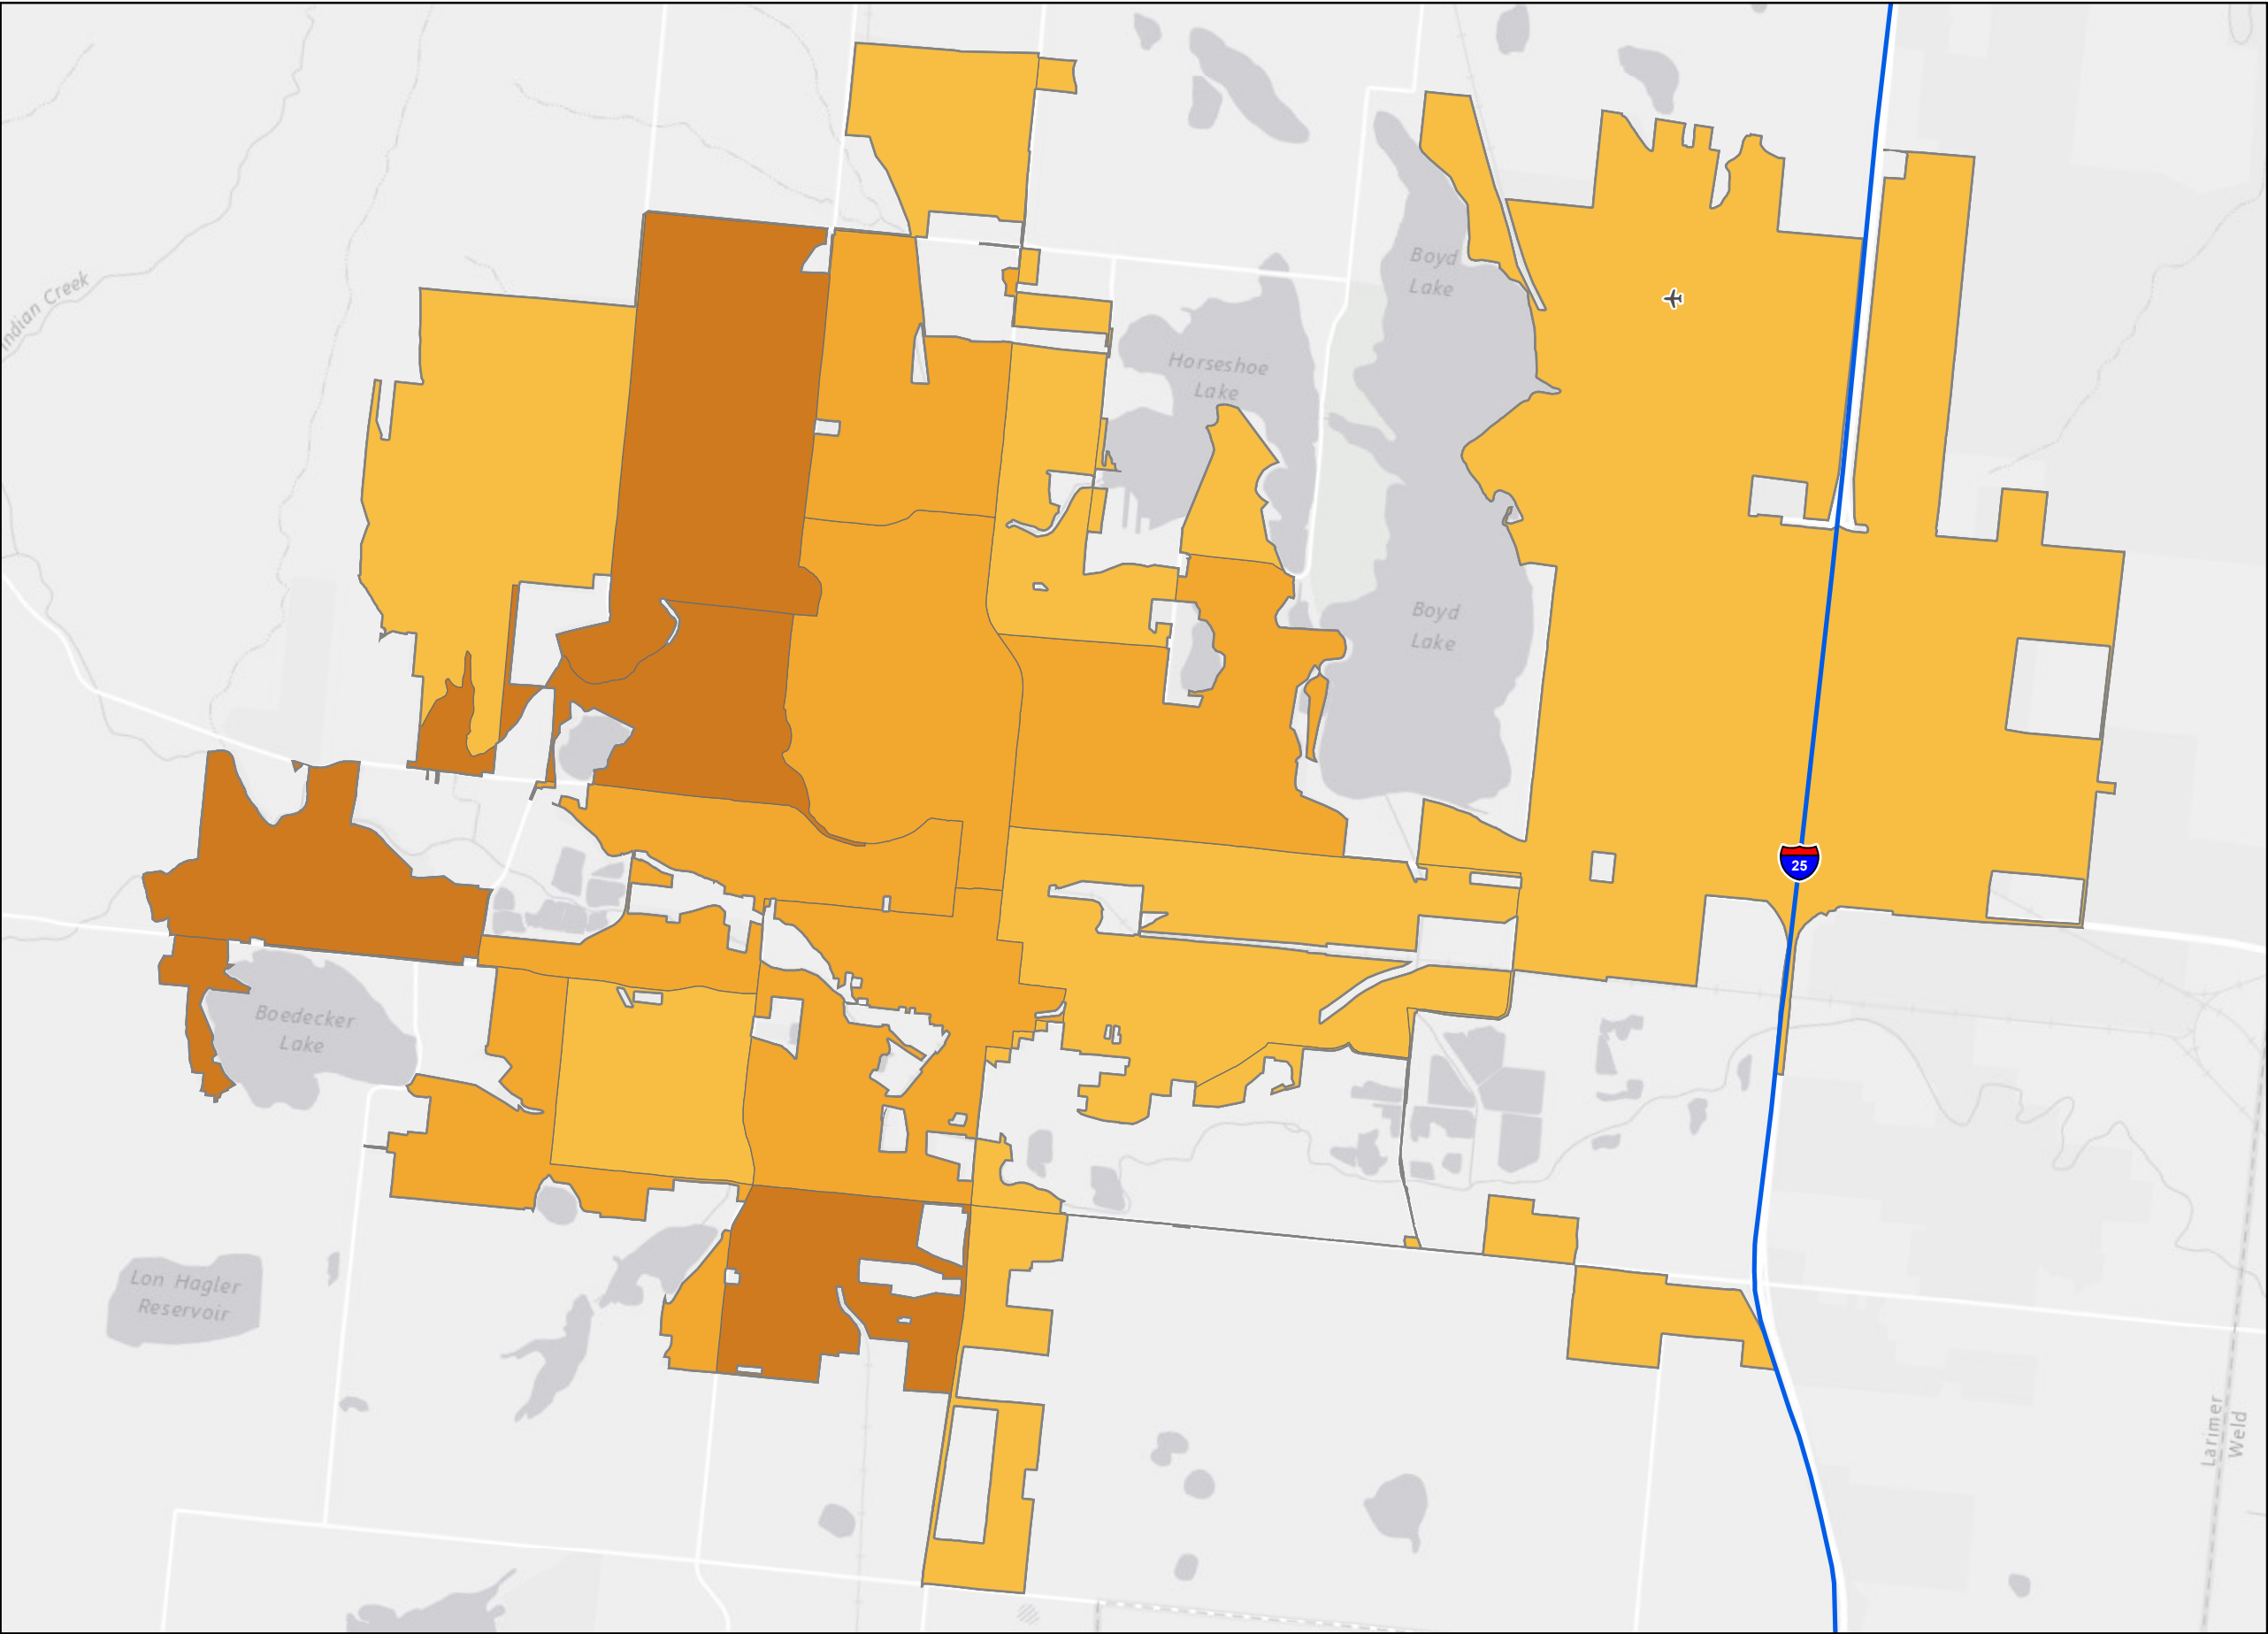 Indian Creek
Boyd
Lake
Horseshoe
Lake
Boyd
Lake
25
Boedecker
Lake
Lon Hagler
Reservoir
Larimer
Weld